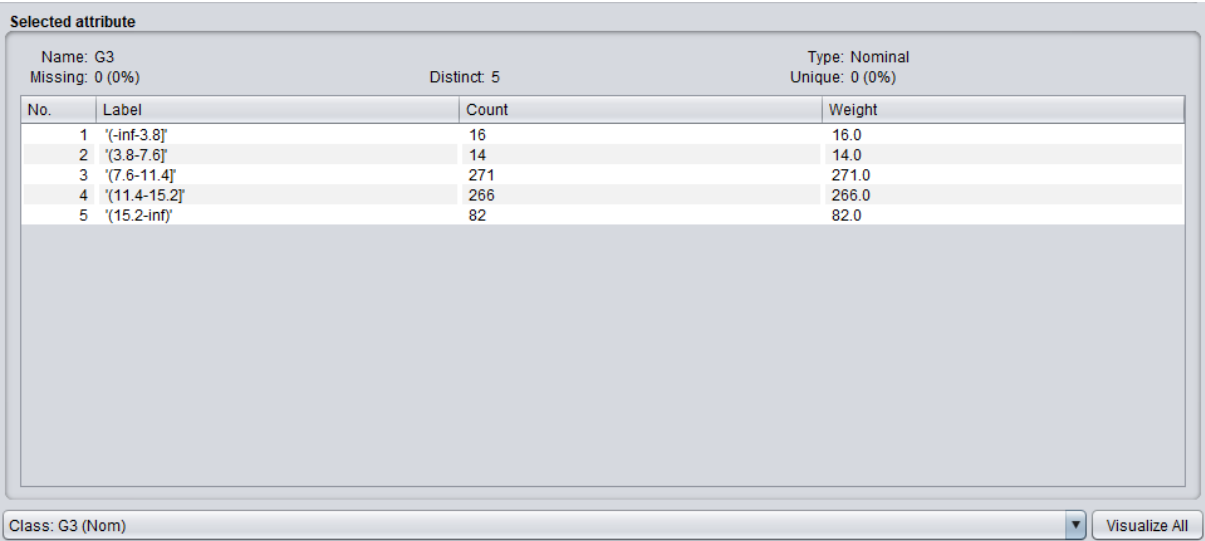 Selected attribute
Name: G3 Type: Nominal
Missing: 0 (0%) Distinct: 5 Unique: 0 (0%)
No. Label Count Weight
1 '(-inf-3.8]' 16 16.0
2 '(3.8-7.6]' 14 14.0
3 '(7.6-11.4]' 271 271.0
4 '(11.4-15.2]' 266 266.0
5 '(15.2-inf)' 82 82.0
Class: G3 (Nom) Visualize All